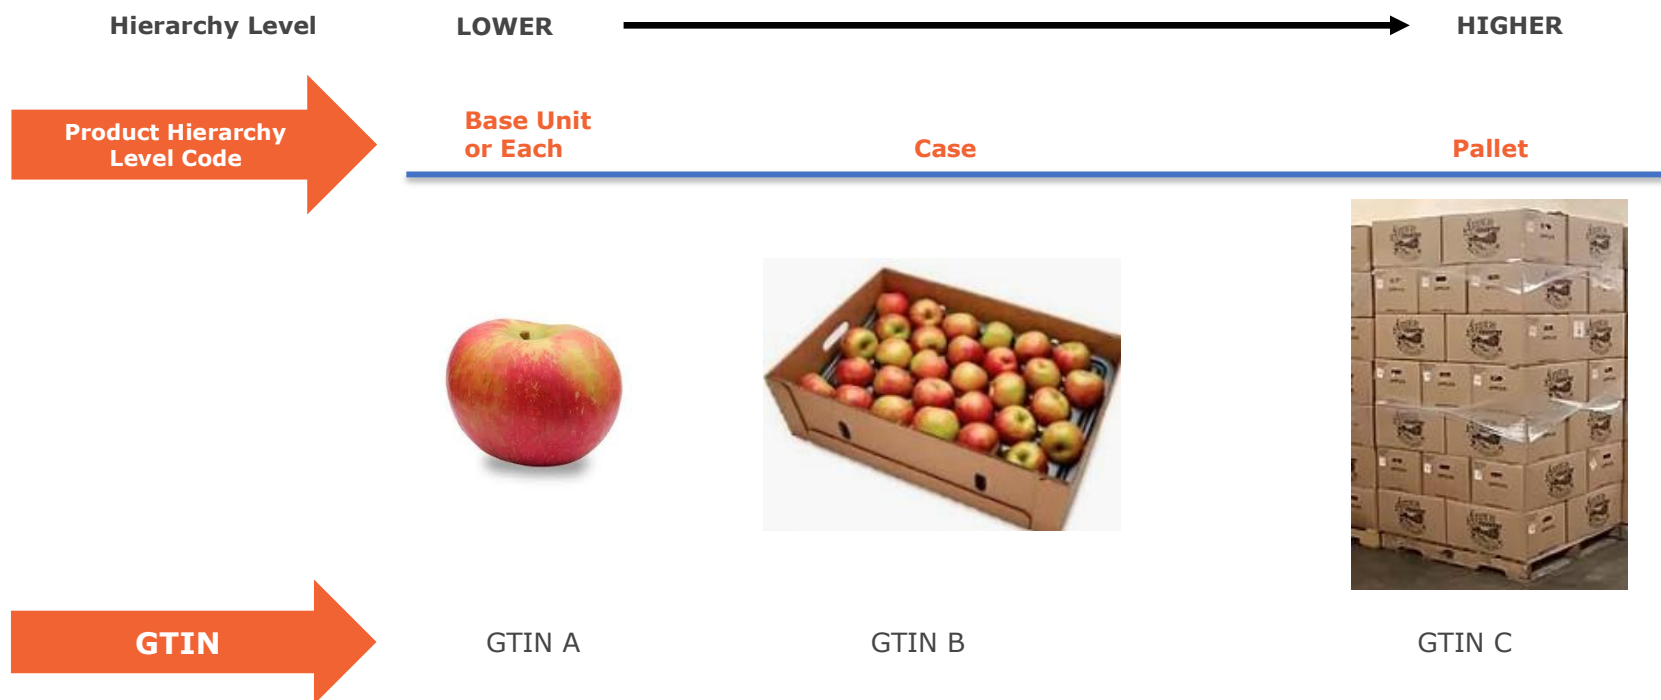 Hierarchy Level
LOWER
HIGHER
Product Hierarchy
Level Code
Base Unit
or Each
Case
Pallet
GTIN
GTIN A
GTIN B
GTIN C